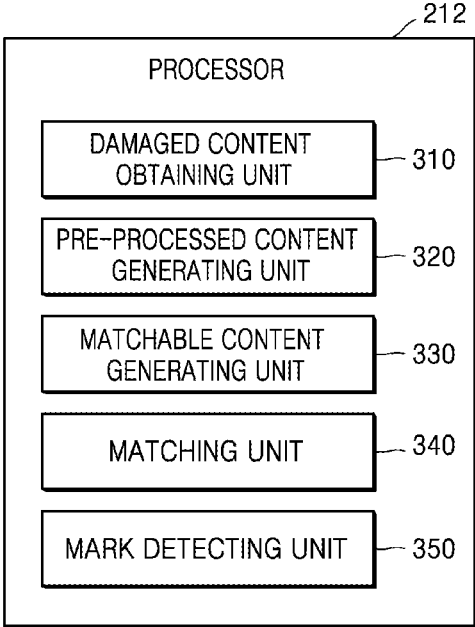 212
PROCESSOR
DAMAGED CONTENT
OBTAINING UNIT
310
PRE-PROCESSED CONTENT
GENERATING UNIT
320
MATCHABLE CONTENT
GENERATING UNIT
330
MATCHING UNIT
340
MARK DETECTING UNIT
350